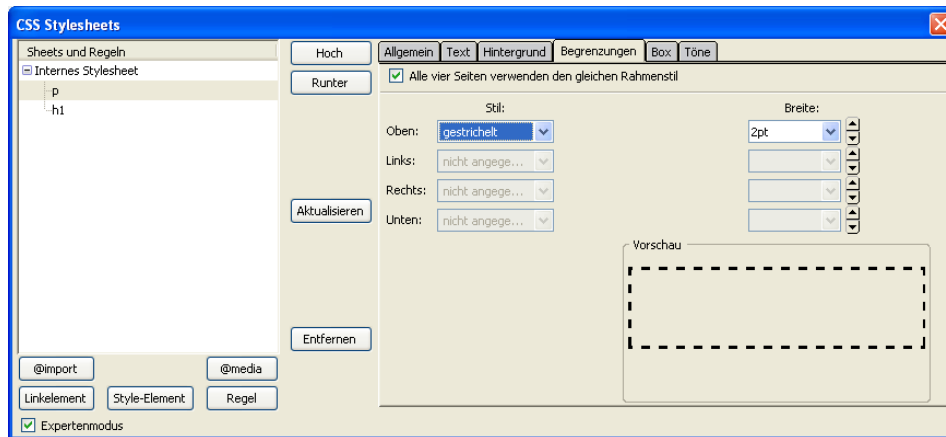 CSS Stylesheets
Sheets und Regeln
Internes Stylesheet
p
h1
@import
@media
Linkelement
Style-Element
Regel
Expertenmodus
Hoch
Runter
Aktualisieren
Entfernen
Allgemein Text Hintergrund Begrenzungen Box Töne
Alle vier Seiten verwenden den gleichen Rahmenstil
Stil: Breite:
Oben: gestrichelt 2pt
Links: nicht angege...
Rechts: nicht angege...
Unten: nicht angege...
Vorschau